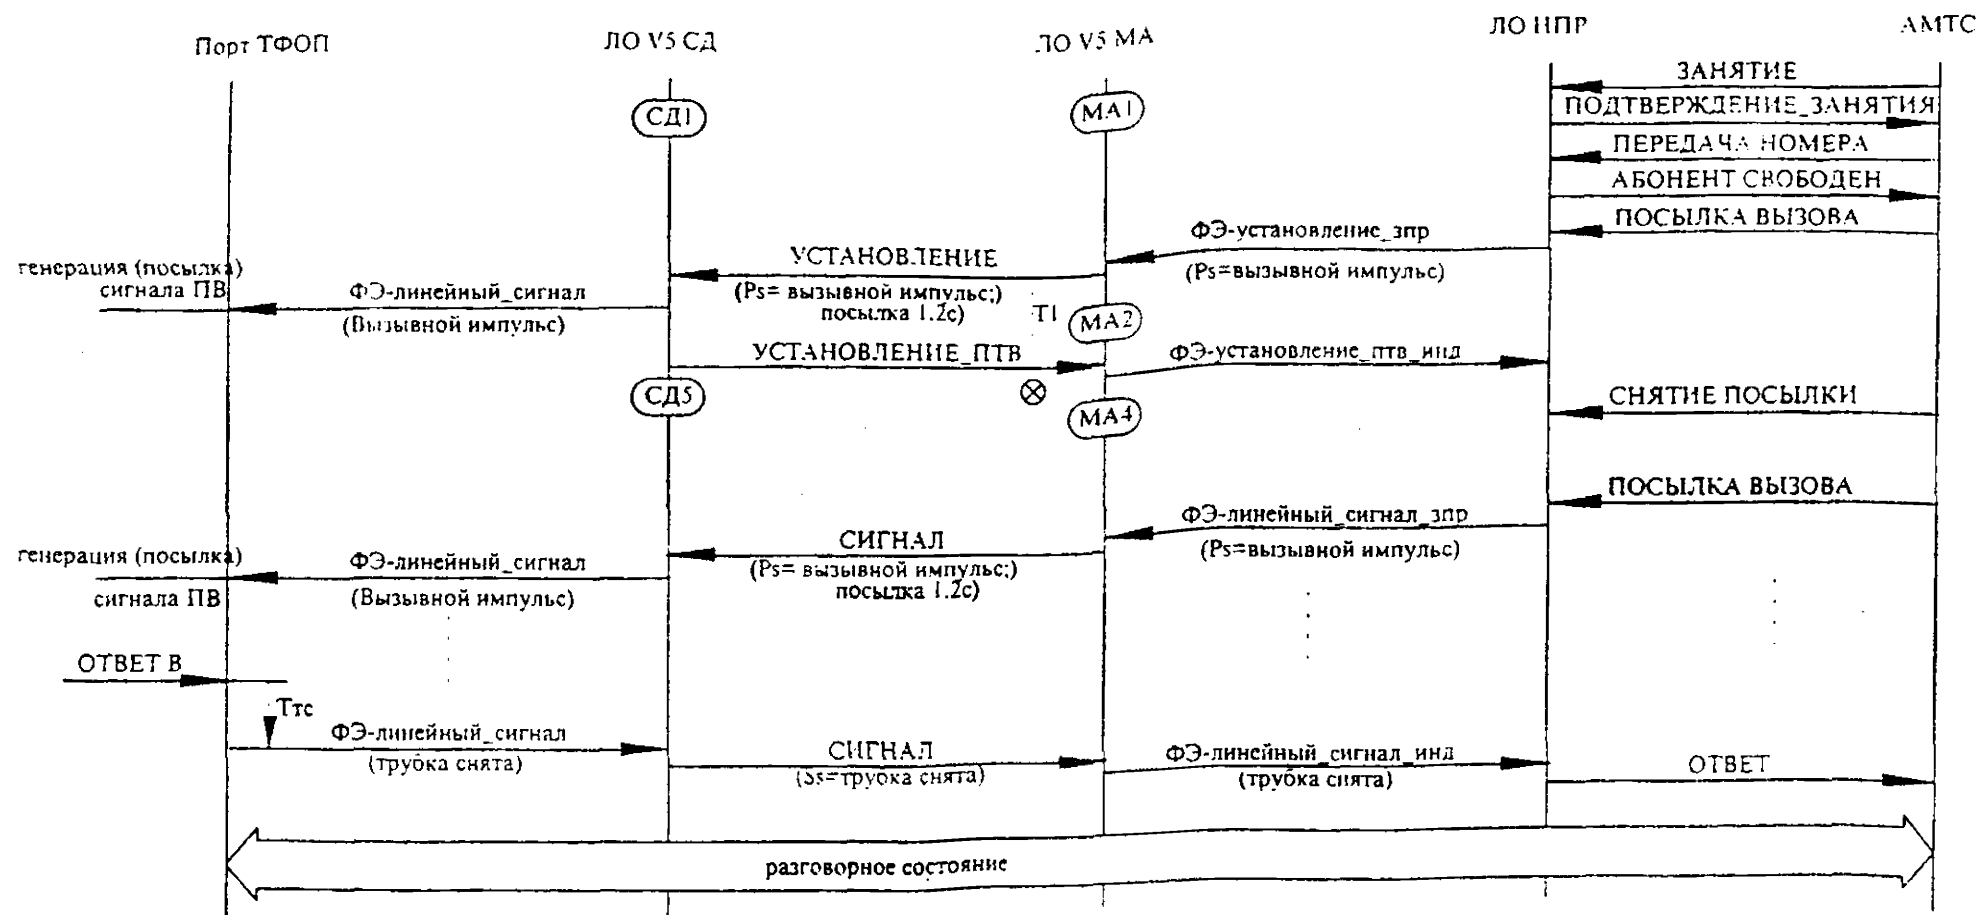 Порт ТФОП
ЛО V5 СД
ЛО V5 МА
ЛО НПР
АМТС
ЗАНЯТИЕ
СД1
МА1
ПОДТВЕРЖДЕНИЕ_ЗАНЯТИЯ
ПЕРЕДАЧА НОМЕРА
АБОНЕНТ СВОБОДЕН
ПОСЫЛКА ВЫЗОВА
ФЭ-установление_зпр
(Ps=вызывной импульс)
УСТАНОВЛЕНИЕ
(Ps= вызывной импульс;)
посылка 1.2с)
генерация (посылка)
сигнала ПВ
ФЭ-линейный_сигнал
(Вызывной импульс)
Т1
МА2
УСТАНОВЛЕНИЕ_ПТВ
ФЭ-установление_птв_инд
СД5
МА4
СНЯТИЕ ПОСЫЛКИ
ПОСЫЛКА ВЫЗОВА
ФЭ-линейный_сигнал_зпр
(Ps=вызывной импульс)
СИГНАЛ
(Ps= вызывной импульс;)
посылка 1.2с)
генерация (посылка)
сигнала ПВ
ФЭ-линейный_сигнал
(Вызывной импульс)
ОТВЕТ В
Ттс
ФЭ-линейный_сигнал
(трубка снята)
СИГНАЛ
(Ss=трубка снята)
ФЭ-линейный_сигнал_инд
(трубка снята)
ОТВЕТ
разговорное состояние